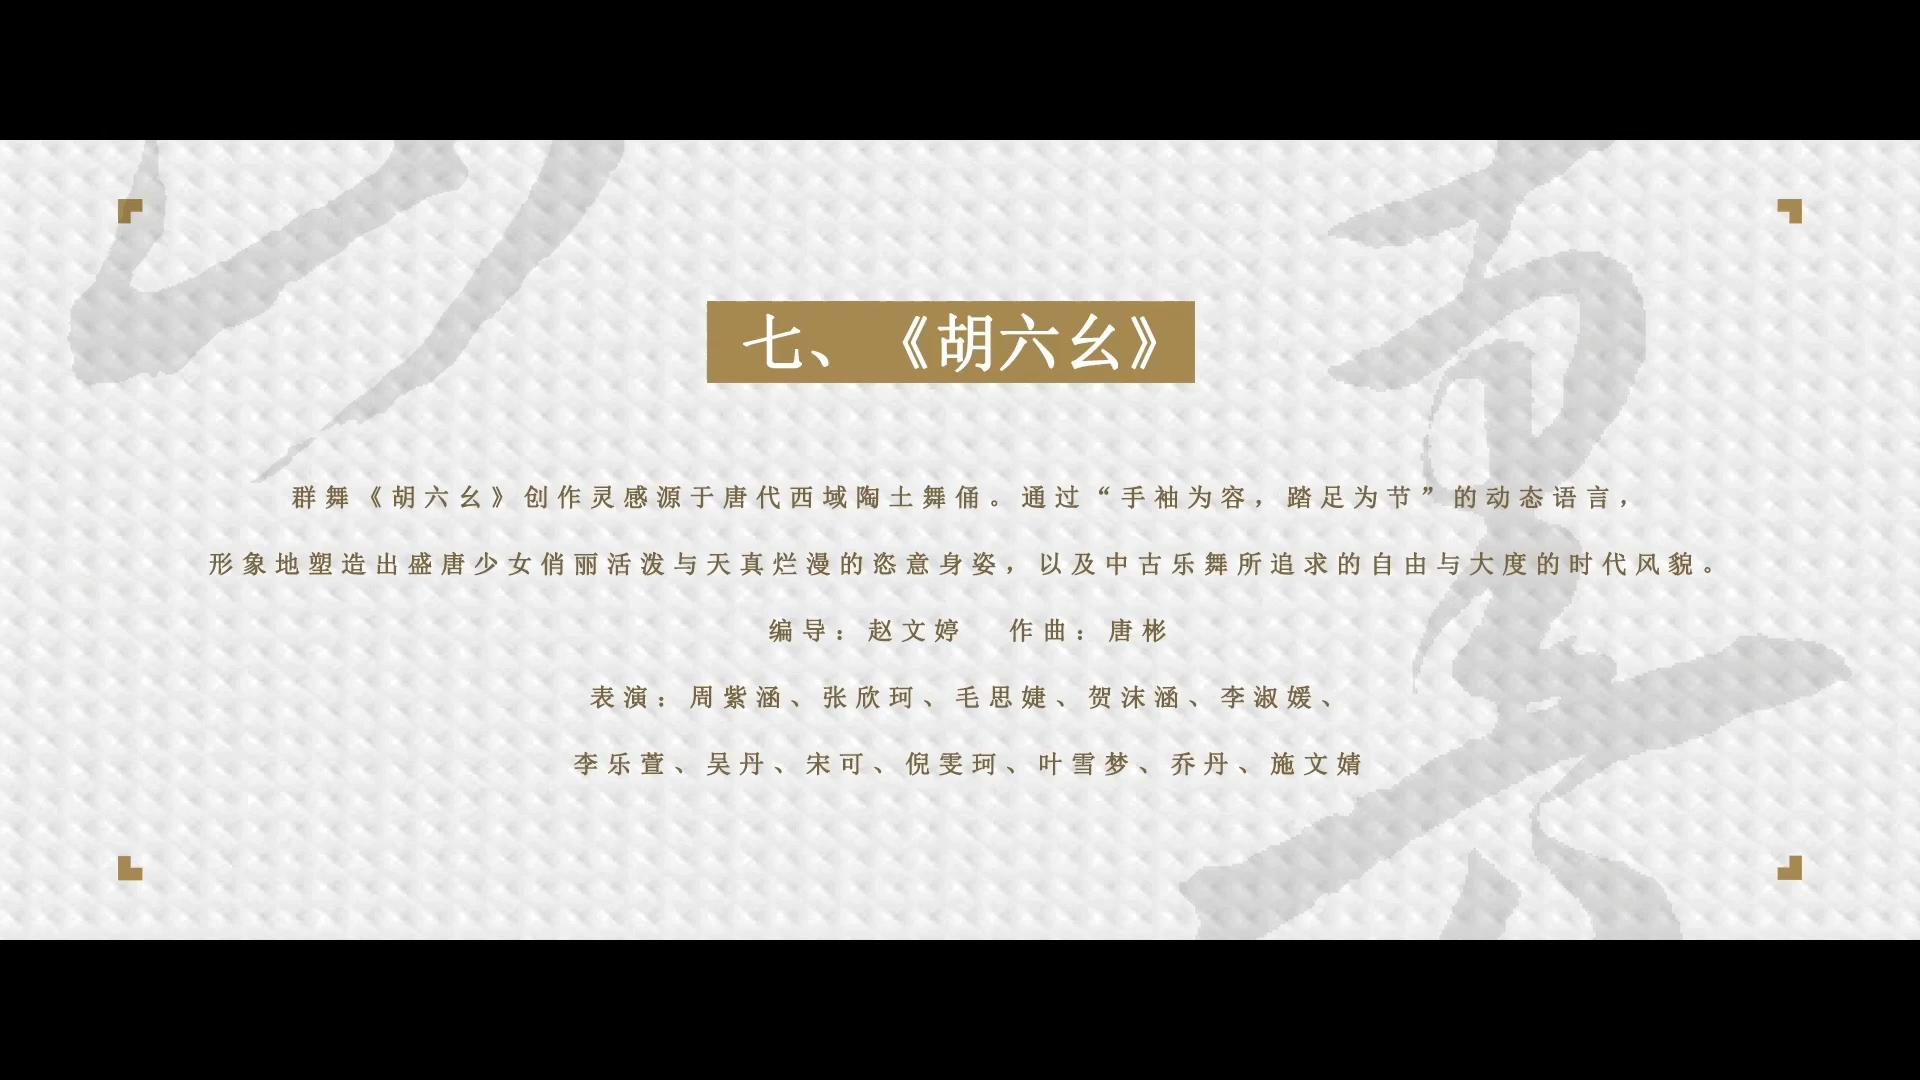 七、《胡六幺》
群舞《胡六幺》创作灵感源于唐代西域陶土舞俑。通过“手袖为容，踏足为节”的动态语言，
形象地塑造出盛唐少女俏丽活泼与天真烂漫的恣意身姿，以及中古乐舞所追求的自由与大度的时代风貌。
编导：赵文婷 作曲：唐彬
表演：周紫涵、张欣珂、毛思婕、贺沫涵、李淑媛、
李乐萱、吴丹、宋可、倪雯珂、叶雪梦、乔丹、施文婧